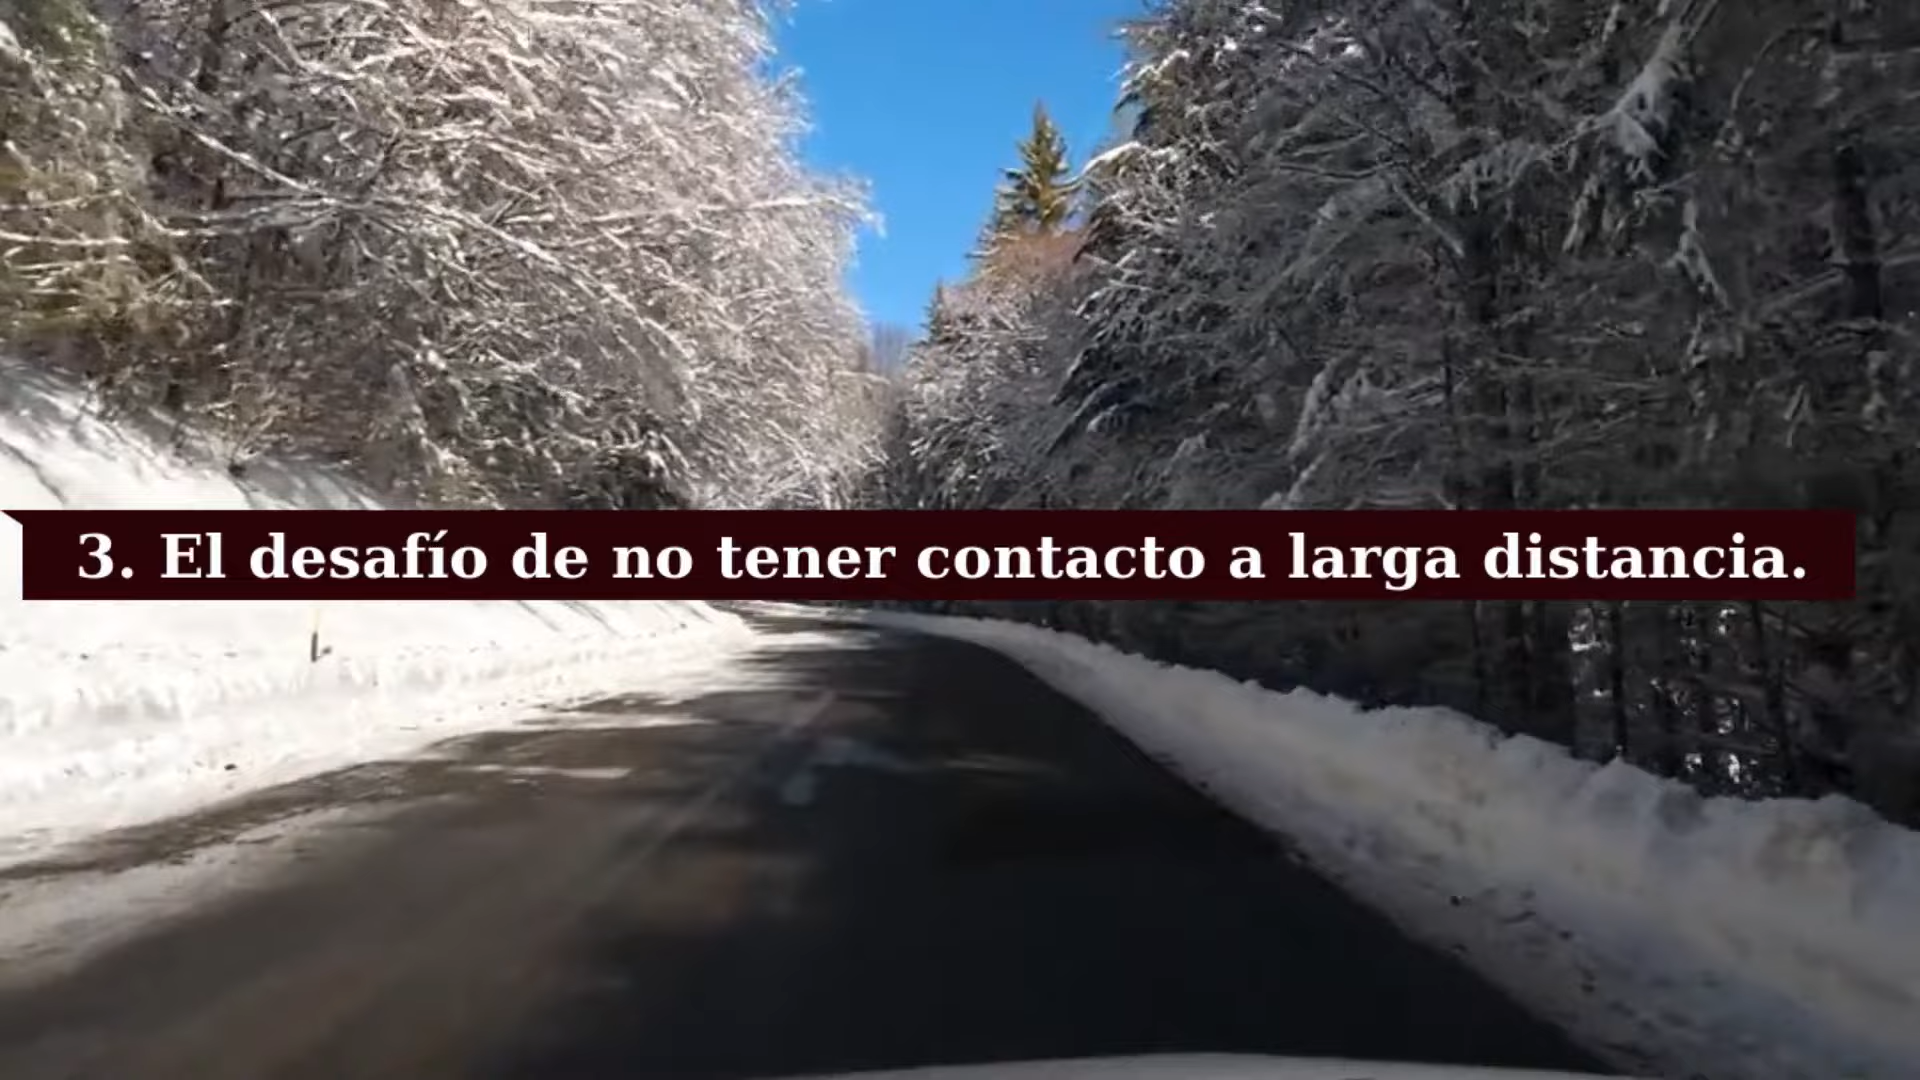 3. El desafío de no tener contacto a larga distancia.